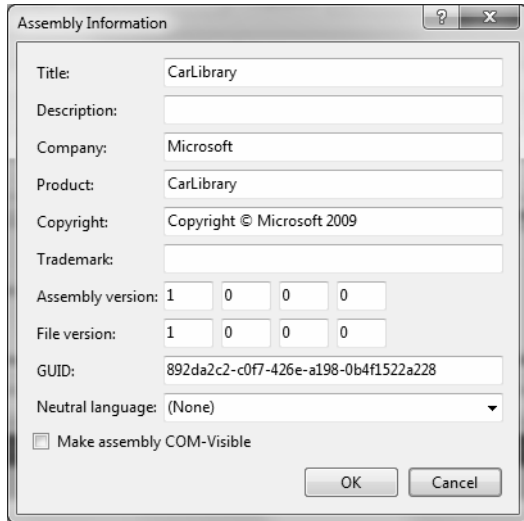 Assembly Information
? X
Title: CarLibrary
Description:
Company: Microsoft
Product: CarLibrary
Copyright: Copyright © Microsoft 2009
Trademark:
Assembly version: 1 0 0 0
File version: 1 0 0 0
GUID: 892da2c2-c0f7-426e-a198-0b4f1522a228
Neutral language: (None)
Make assembly COM-Visible
OK Cancel